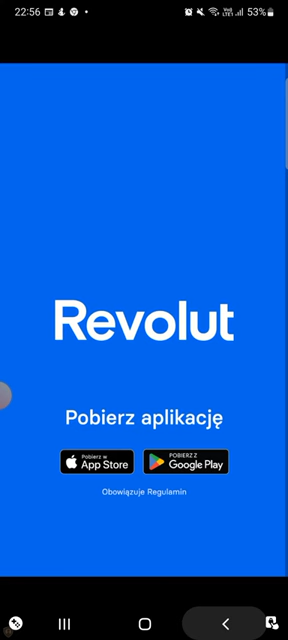 22:56 53%
Revolut
Pobierz aplikację
Pobierz w
App Store
POBIERZ Z
Google Play
Obowiązuje Regulamin